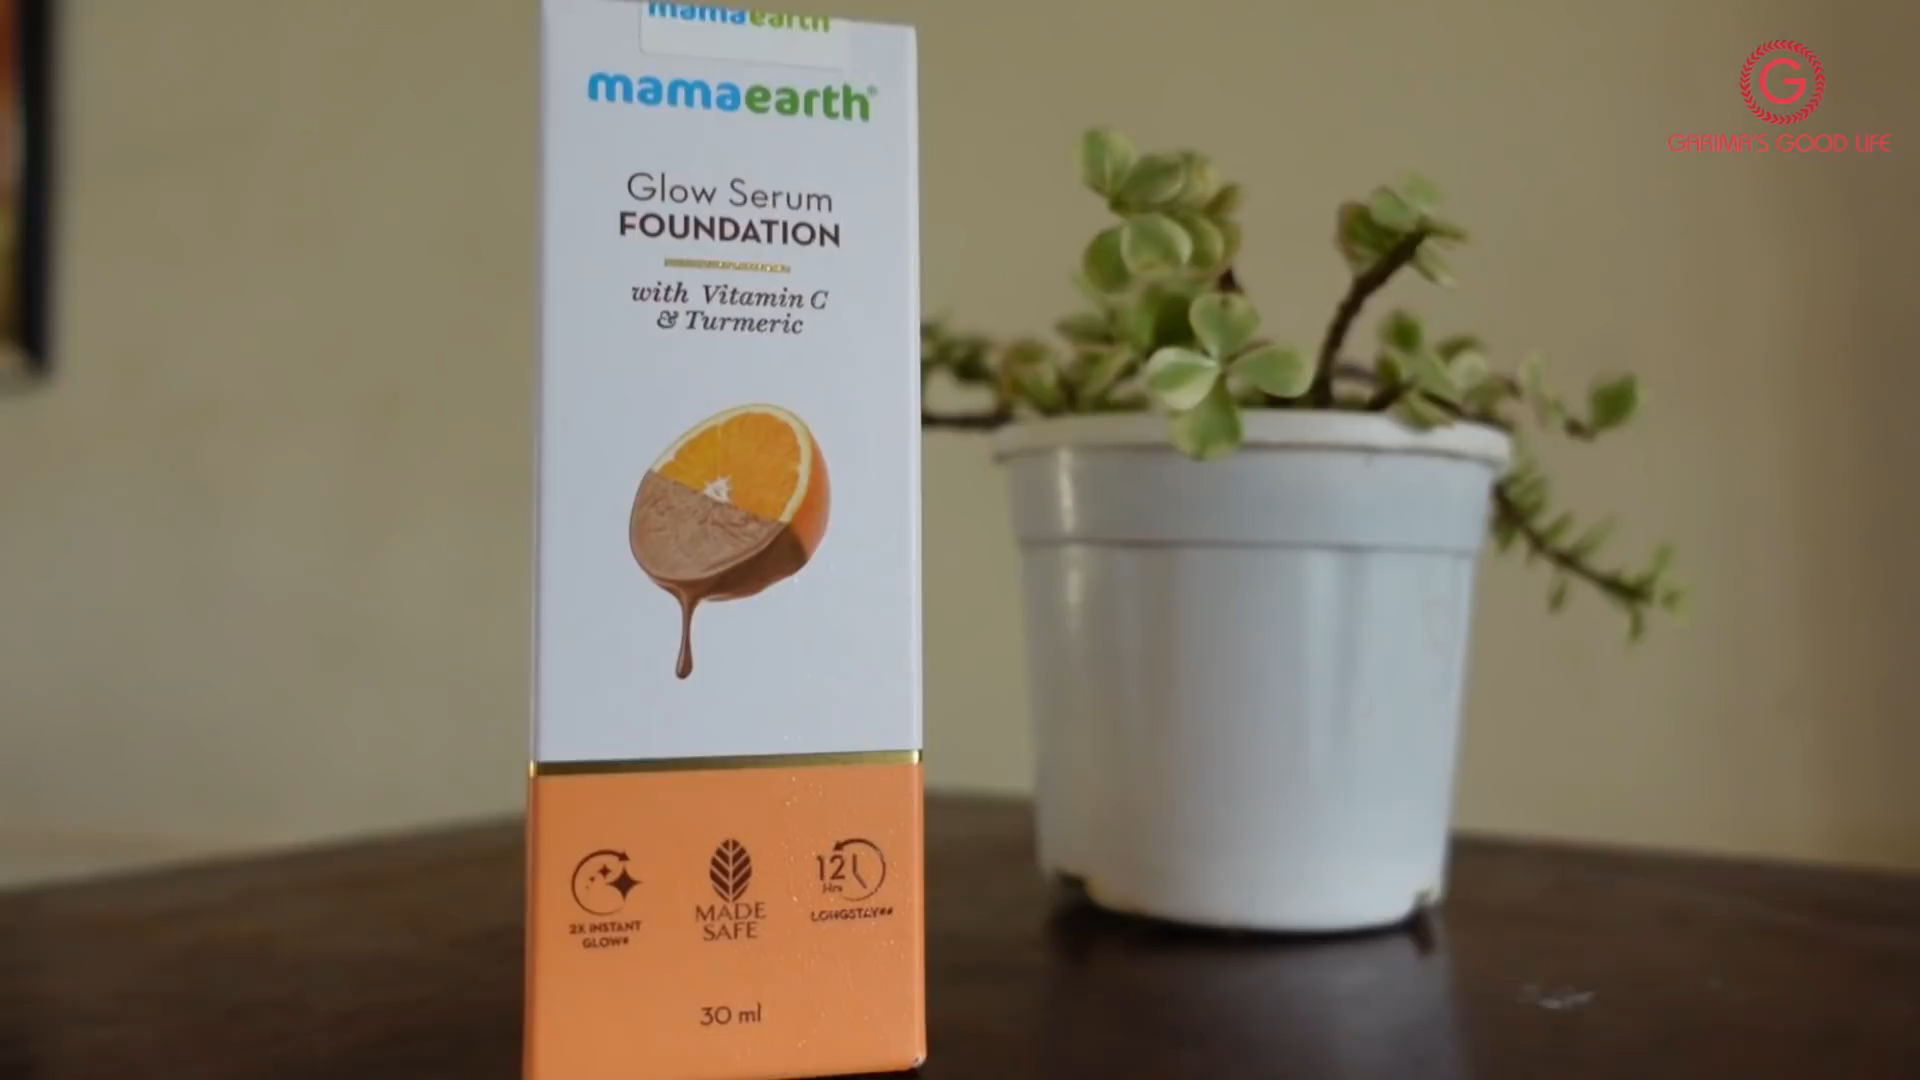 mamaearth
mamaearth®
Glow Serum
FOUNDATION
with Vitamin C
& Turmeric
2X INSTANT
GLOW#
MADE
SAFE
12
Hrs
LONGSTAY##
30 ml
G
GARIMA'S GOOD LIFE